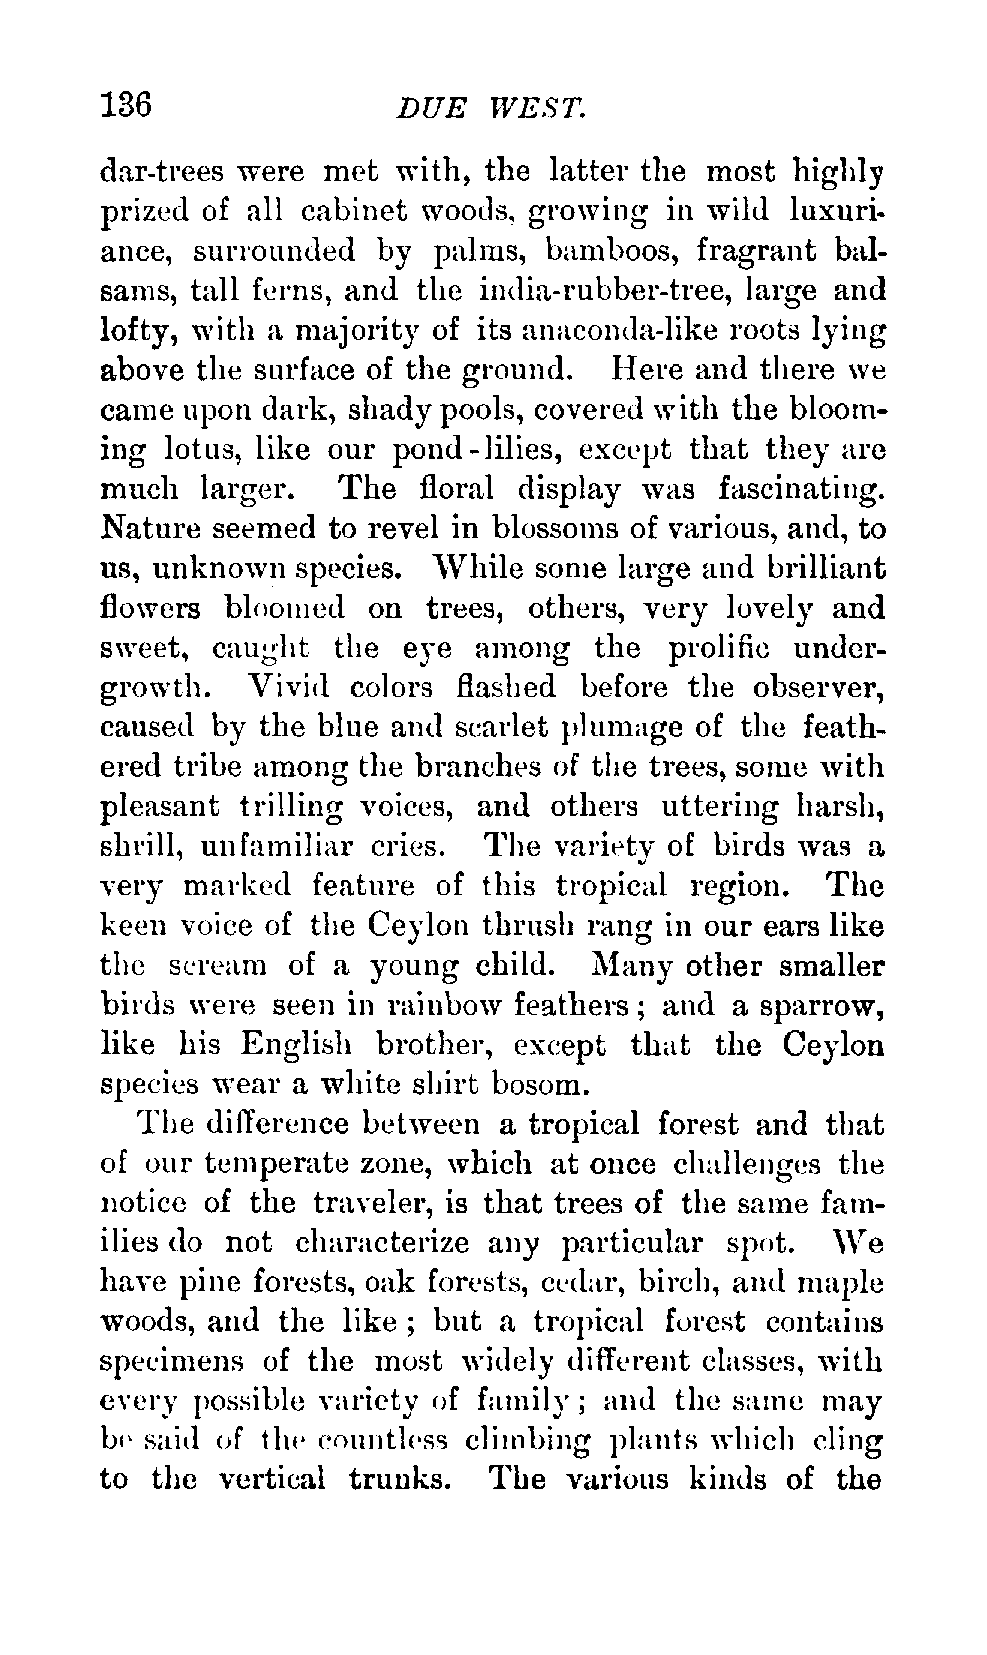 136 DUE WEST.
dar-trees were met with, the latter the most highly
prized of all cabinet woods, growing in wild luxuri-
ance, surrounded by palms, bamboos, fragrant bal-
sams, tall ferns, and the india-rubber-tree, large and
lofty, with a majority of its anaconda-like roots lying
above the surface of the ground. Here and there we
came upon dark, shady pools, covered with the bloom-
ing lotus, like our pond-lilies, except that they are
much larger. The floral display was fascinating.
Nature seemed to revel in blossoms of various, and, to
us, unknown species. While some large and brilliant
flowers bloomed on trees, others, very lovely and
sweet, caught the eye among the prolific under-
growth. Vivid colors flashed before the observer,
caused by the blue and scarlet plumage of the feath-
ered tribe among the branches of the trees, some with
pleasant trilling voices, and others uttering harsh,
shrill, unfamiliar cries. The variety of birds was a
very marked feature of this tropical region. The
keen voice of the Ceylon thrush rang in our ears like
the scream of a young child. Many other smaller
birds were seen in rainbow feathers; and a sparrow,
like his English brother, except that the Ceylon
species wear a white shirt bosom.
The difference between a tropical forest and that
of our temperate zone, which at once challenges the
notice of the traveler, is that trees of the same fam-
ilies do not characterize any particular spot. We
have pine forests, oak forests, cedar, birch, and maple
woods, and the like; but a tropical forest contains
specimens of the most widely different classes, with
every possible variety of family; and the same may
be said of the countless climbing plants which cling
to the vertical trunks. The various kinds of the